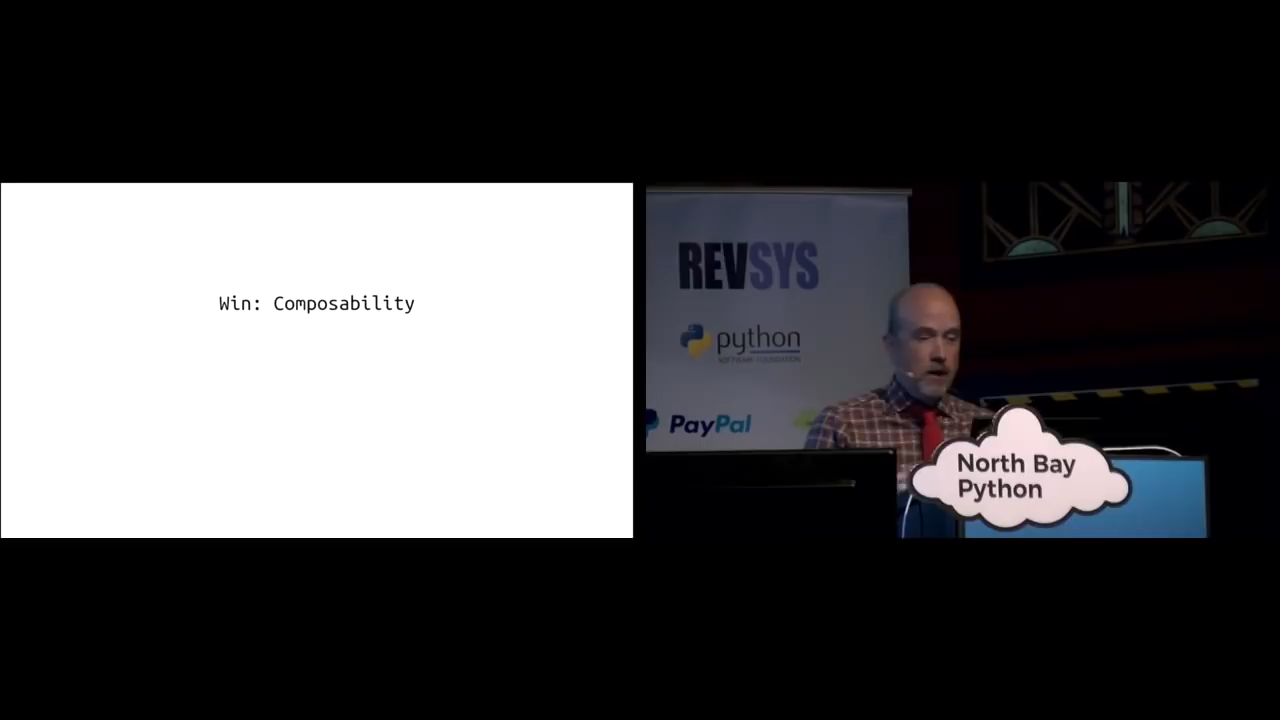 Win: Composability
REVSYS
python
SOFTWARE FOUNDATION
PayPal
North Bay
Python